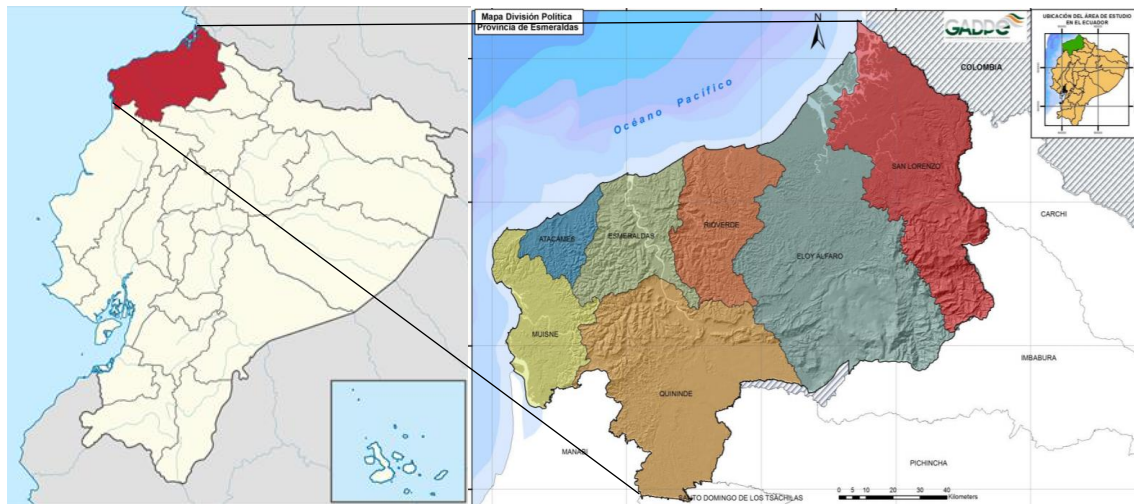 Mapa División Política
Provincia de Esmeraldas
N
GADPE
UBICACIÓN DEL ÁREA DE ESTUDIO
EN EL ECUADOR
COLOMBIA
Océano Pacífico
SAN LORENZO
CARCHI
RIOVERDE
ATACAMES
ESMERALDAS
ELOY ALFARO
MUISNE
IMBABURA
QUININDE
MANABI
PICHINCHA
SANTO DOMINGO DE LOS TSACHILAS
0 5 10 20 30 40
Kilometers